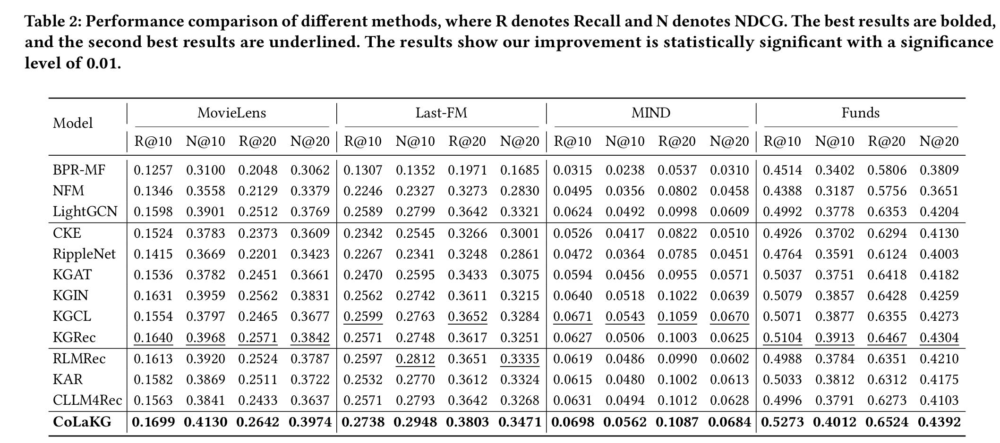 Table 2: Performance comparison of different methods, where R denotes Recall and N denotes NDCG. The best results are bolded,
and the second best results are underlined. The results show our improvement is statistically significant with a significance
level of 0.01.
Model MovieLens Last-FM MIND Funds
R@10 N@10 R@20 N@20 R@10 N@10 R@20 N@20 R@10 N@10 R@20 N@20 R@10 N@10 R@20 N@20
BPR-MF 0.1257 0.3100 0.2048 0.3062 0.1307 0.1352 0.1971 0.1685 0.0315 0.0238 0.0537 0.0310 0.4514 0.3402 0.5806 0.3809
NFM 0.1346 0.3558 0.2129 0.3379 0.2246 0.2327 0.3273 0.2830 0.0495 0.0356 0.0802 0.0458 0.4388 0.3187 0.5756 0.3651
LightGCN 0.1598 0.3901 0.2512 0.3769 0.2589 0.2799 0.3642 0.3321 0.0624 0.0492 0.0998 0.0609 0.4992 0.3778 0.6353 0.4204
CKE 0.1524 0.3783 0.2373 0.3609 0.2342 0.2545 0.3266 0.3001 0.0526 0.0417 0.0822 0.0510 0.4926 0.3702 0.6294 0.4130
RippleNet 0.1415 0.3669 0.2201 0.3423 0.2267 0.2341 0.3248 0.2861 0.0472 0.0364 0.0785 0.0451 0.4764 0.3591 0.6124 0.4003
KGAT 0.1536 0.3782 0.2451 0.3661 0.2470 0.2595 0.3433 0.3075 0.0594 0.0456 0.0955 0.0571 0.5037 0.3751 0.6418 0.4182
KGIN 0.1631 0.3959 0.2562 0.3831 0.2562 0.2742 0.3611 0.3215 0.0640 0.0518 0.1022 0.0639 0.5079 0.3857 0.6428 0.4259
KGCL 0.1554 0.3797 0.2465 0.3677 0.2599 0.2763 0.3652 0.3284 0.0671 0.0543 0.1059 0.0670 0.5071 0.3877 0.6355 0.4273
KGRec 0.1640 0.3968 0.2571 0.3842 0.2571 0.2748 0.3617 0.3251 0.0627 0.0506 0.1003 0.0625 0.5104 0.3913 0.6467 0.4304
RLMRec 0.1613 0.3920 0.2524 0.3787 0.2597 0.2812 0.3651 0.3335 0.0619 0.0486 0.0990 0.0602 0.4988 0.3784 0.6351 0.4210
KAR 0.1582 0.3869 0.2511 0.3722 0.2532 0.2770 0.3612 0.3324 0.0615 0.0480 0.1002 0.0613 0.5033 0.3812 0.6312 0.4175
CLLM4Rec 0.1563 0.3841 0.2433 0.3637 0.2571 0.2793 0.3642 0.3268 0.0631 0.0494 0.1012 0.0628 0.4996 0.3791 0.6273 0.4103
CoLaKG 0.1699 0.4130 0.2642 0.3974 0.2738 0.2948 0.3803 0.3471 0.0698 0.0562 0.1087 0.0684 0.5273 0.4012 0.6524 0.4392